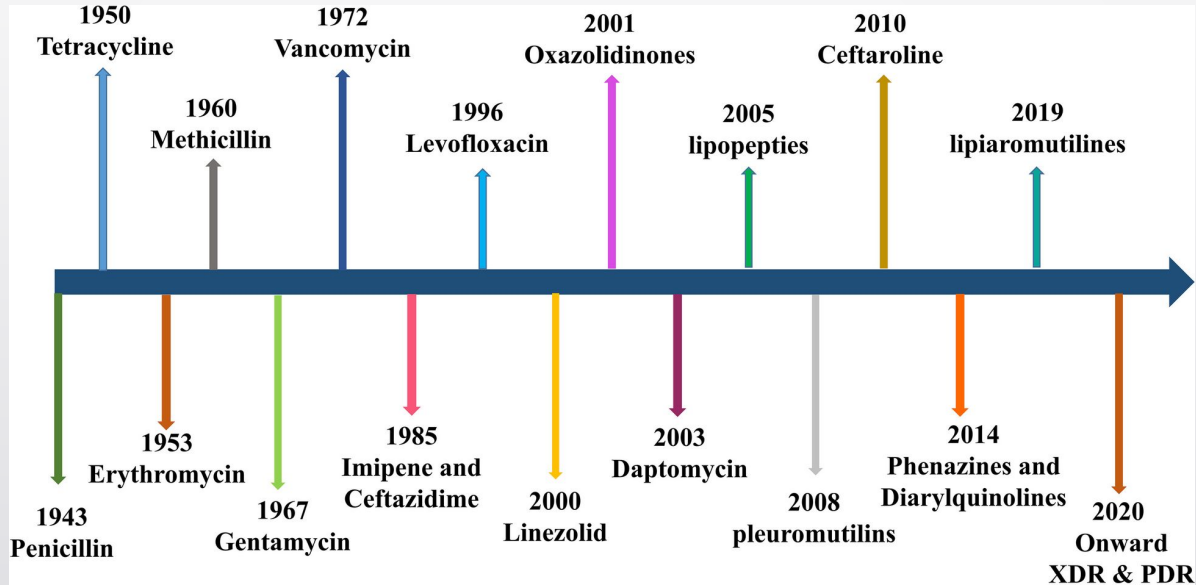 1950
Tetracycline
1972
Vancomycin
2001
Oxazolidinones
2010
Ceftaroline
1960
Methicillin
1996
Levofloxacin
2005
lipopepties
2019
lipiaromutilines
1943
Penicillin
1953
Erythromycin
1967
Gentamycin
1985
Imipene and
Ceftazidime
2000
Linezolid
2003
Daptomycin
2008
pleuromutilins
2014
Phenazines and
Diarylquinolines
2020
Onward
XDR & PDR